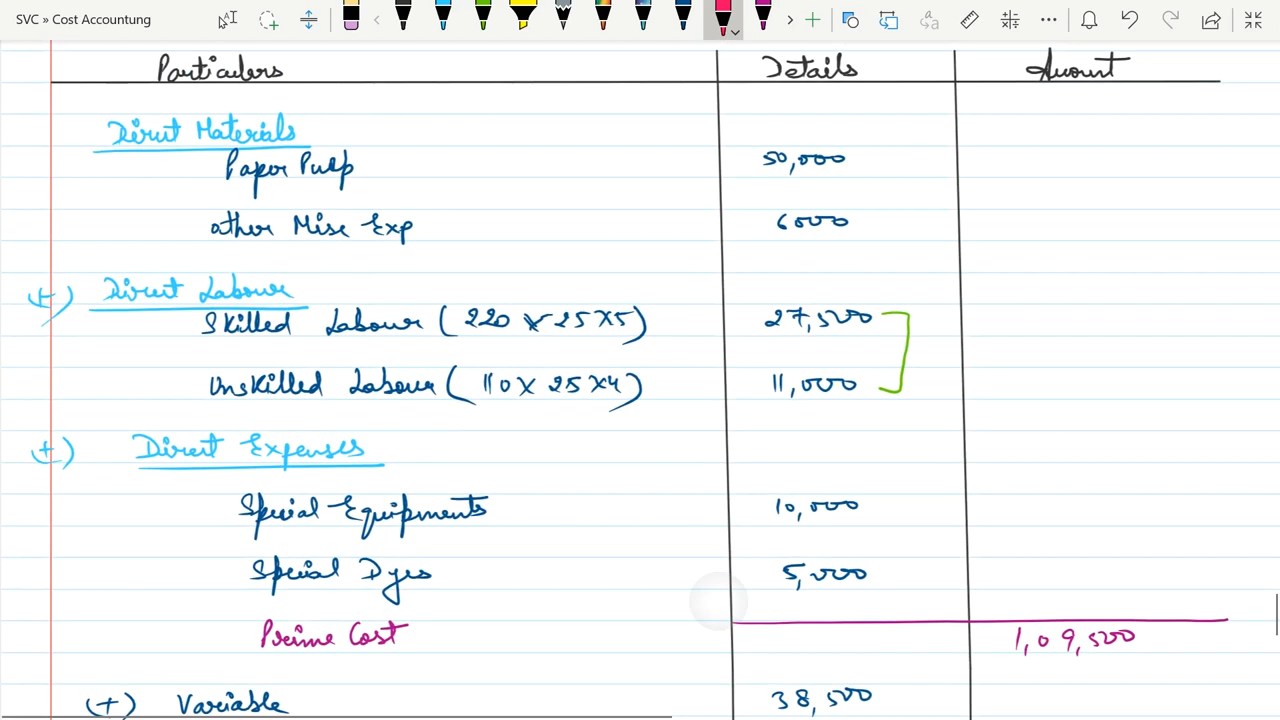 SVC » Cost Accountung
Particulers Details Amount
Direct Materials
Paper Pulp 50,000
other Misc Exp 6000
(+) Direct Labour
Skilled Labour (220 x 25 x 5) 27,500
Unskilled Labour (110 x 25 x 4) 11,000
(+) Direct Expenses
Special Equipments 10,000
Special Dyes 5,000
Prime Cost 1,09,500
(+) Variable 38,500